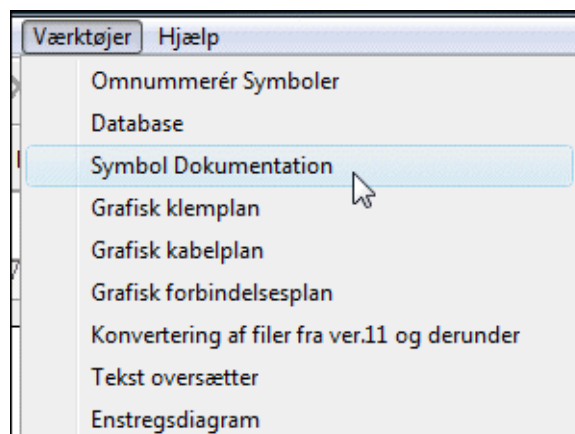 Værktøjer Hjælp
Omnummerér Symboler
Database
Symbol Dokumentation
Grafisk klemplan
Grafisk kabelplan
Grafisk forbindelsesplan
Konvertering af filer fra ver.11 og derunder
Tekst oversætter
Enstregsdiagram